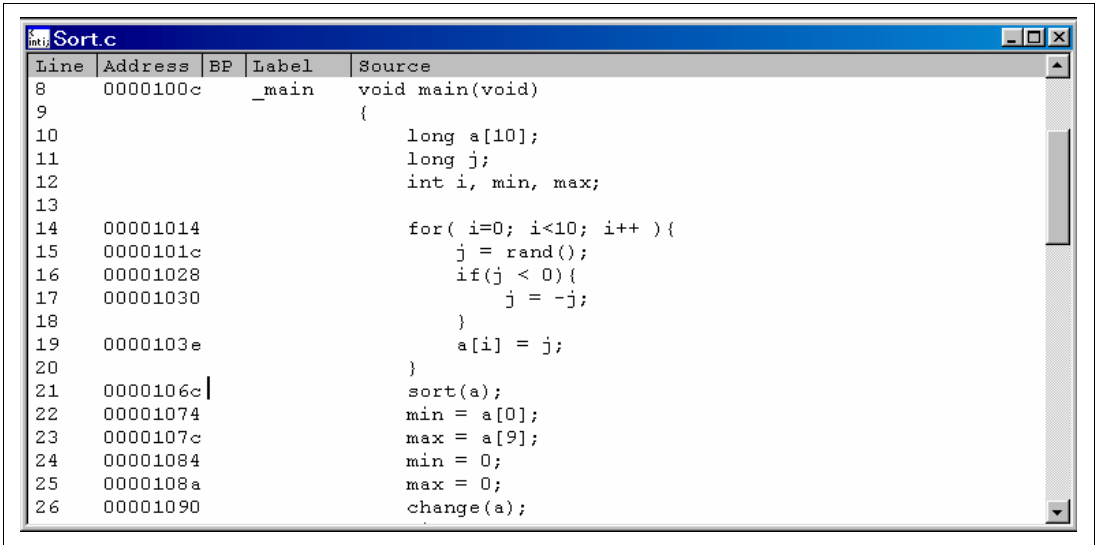 Sort.c
Line Address BP Label Source
8 0000100c _main void main(void)
9 {
10 long a[10];
11 long j;
12 int i, min, max;
13
14 00001014 for( i=0; i<10; i++ ){
15 0000101c j = rand();
16 00001028 if(j < 0){
17 00001030 j = -j;
18 }
19 0000103e a[i] = j;
20 }
21 0000106c sort(a);
22 00001074 min = a[0];
23 0000107c max = a[9];
24 00001084 min = 0;
25 0000108a max = 0;
26 00001090 change(a);